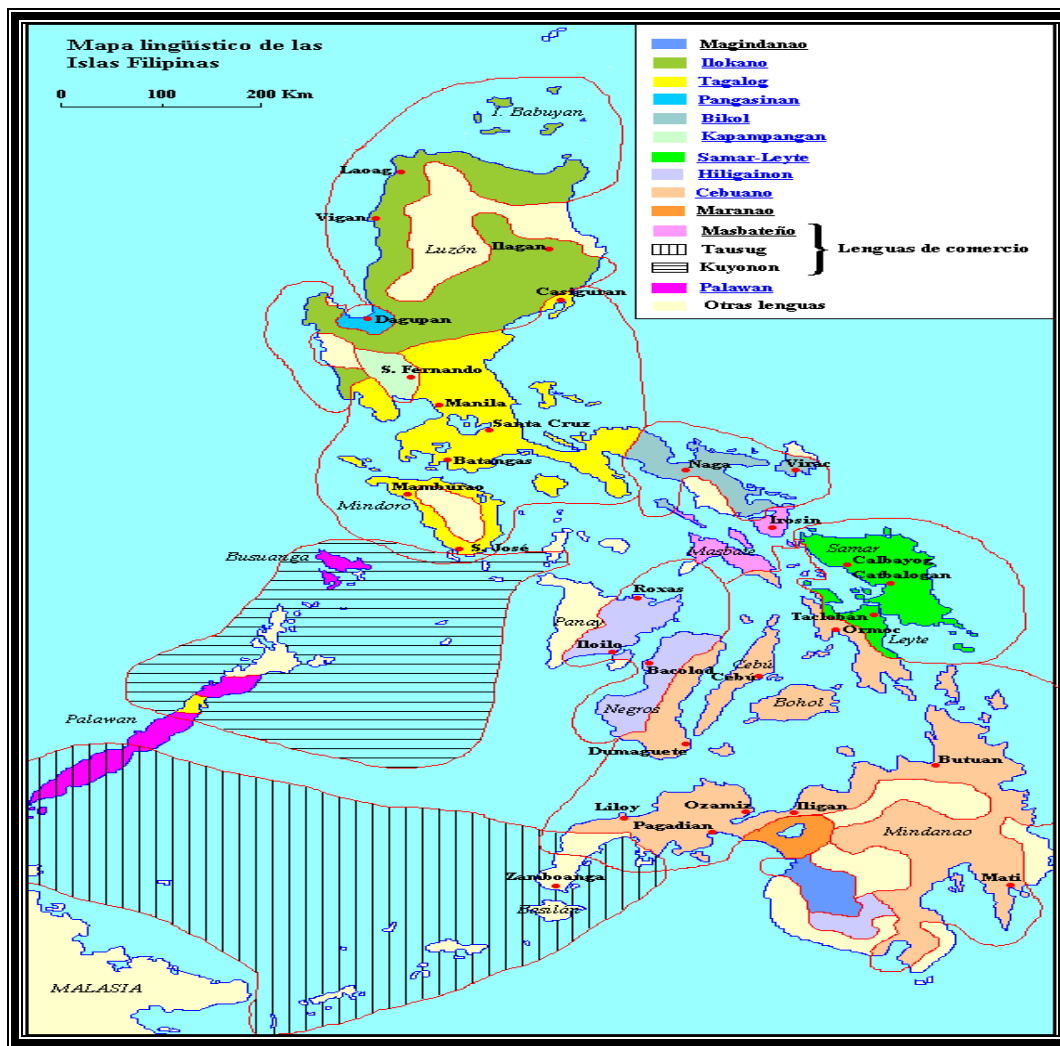 Mapa lingüístico de las
Islas Filipinas
0 100 200 Km
Magindanao
Ilokano
Tagalog
Pangasinan
Bikol
Kapampangan
Samar-Leyte
Hiligainon
Cebuano
Maranao
Masbateño
Tausug
Lenguas de comercio
Kuyonon
Palawan
Otras lenguas
I. Babuyan
Laoag
Vigan
Luzón
Ilagan
Casiguran
Dagupan
S. Fernando
Manila
Santa Cruz
Batangas
Naga
Virac
Mamburao
Mindoro
Irosin
S. José
Busuanga
Masbate
Samar
Calbayog
Catbalogan
Roxas
Panay
Tacloban
Ormoc
Leyte
Iloilo
Bacolod
Cebú
Cebú
Negros
Bohol
Palawan
Dumaguete
Butuan
Liloy
Ozamiz
Iligan
Pagadian
Mindanao
Zamboanga
Mati
Basilán
MALASIA